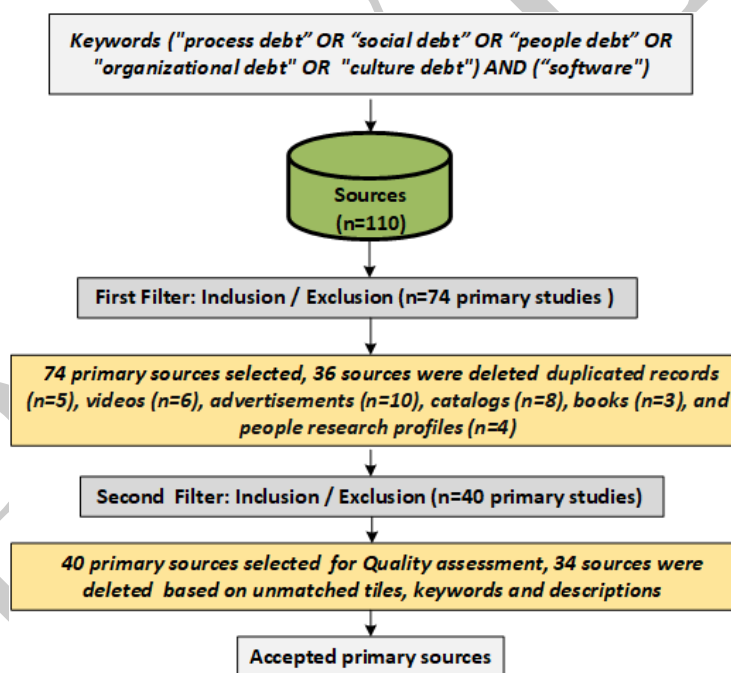 Keywords ("process debt" OR “social debt” OR “people debt” OR
"organizational debt" OR "culture debt") AND (“software")
Sources
(n=110)
First Filter: Inclusion / Exclusion (n=74 primary studies )
74 primary sources selected, 36 sources were deleted duplicated records
(n=5), videos (n=6), advertisements (n=10), catalogs (n=8), books (n=3), and
people research profiles (n=4)
Second Filter: Inclusion / Exclusion (n=40 primary studies)
40 primary sources selected for Quality assessment, 34 sources were
deleted based on unmatched tiles, keywords and descriptions
Accepted primary sources